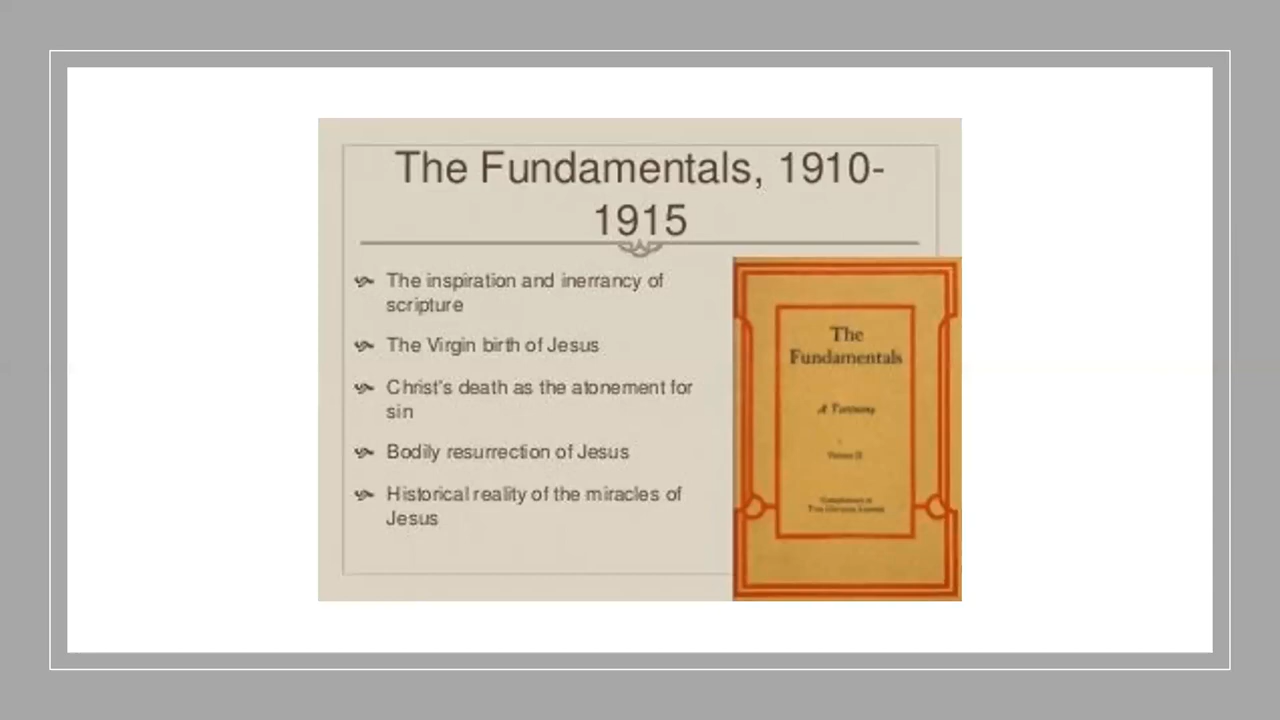 The Fundamentals, 1910-
1915
The inspiration and inerrancy of
scripture
The Virgin birth of Jesus
Christ's death as the atonement for
sin
Bodily resurrection of Jesus
Historical reality of the miracles of
Jesus
The
Fundamentals
A Testimony